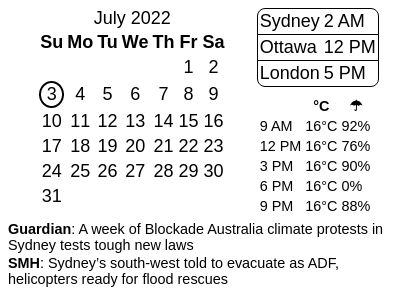 July 2022
Su Mo Tu We Th Fr Sa
1 2
3 4 5 6 7 8 9
10 11 12 13 14 15 16
17 18 19 20 21 22 23
24 25 26 27 28 29 30
31
Sydney 2 AM
Ottawa 12 PM
London 5 PM
°C ☂
9 AM 16°C 92%
12 PM 16°C 76%
3 PM 16°C 90%
6 PM 16°C 0%
9 PM 16°C 88%
Guardian: A week of Blockade Australia climate protests in
Sydney tests tough new laws
SMH: Sydney's south-west told to evacuate as ADF,
helicopters ready for flood rescues